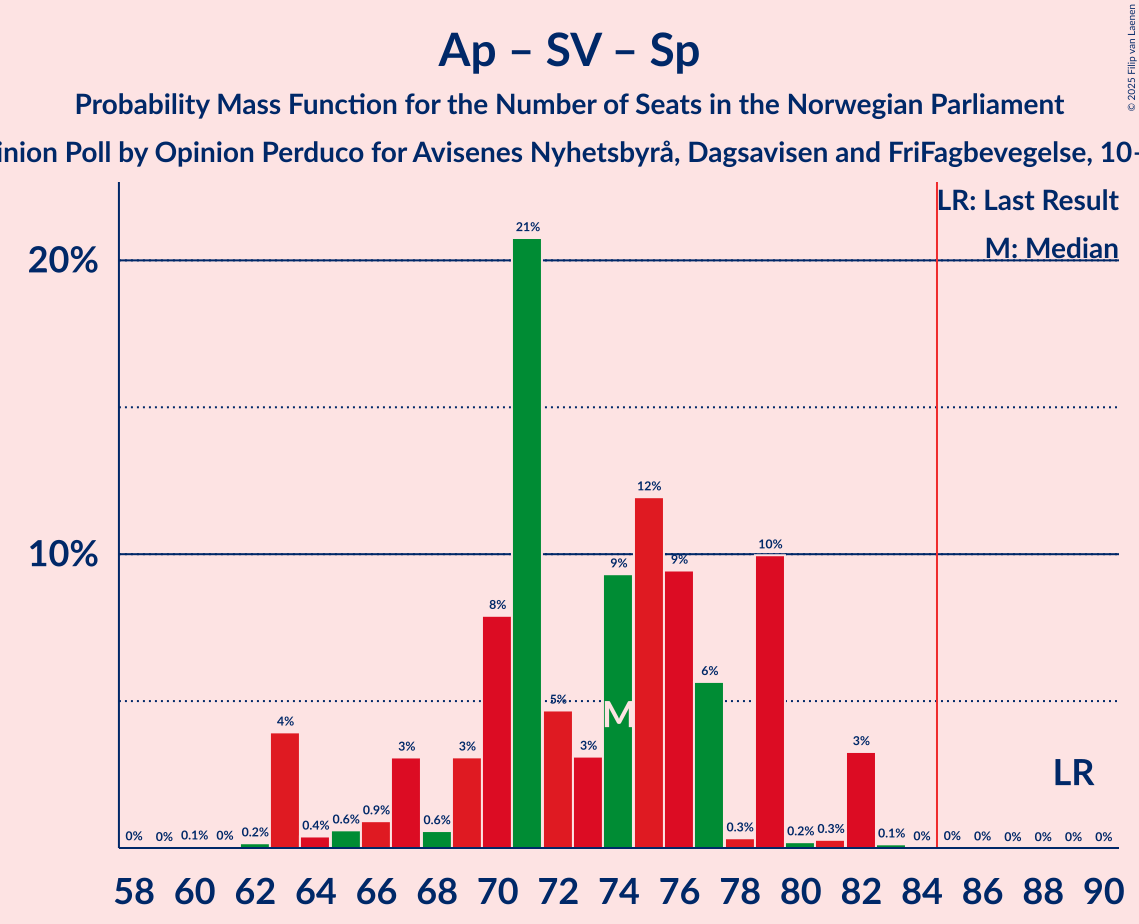 Ap – SV – Sp
Probability Mass Function for the Number of Seats in the Norwegian Parliament
inion Poll by Opinion Perduco for Avisenes Nyhetsbyrå, Dagsavisen and FriFagbevegelse, 10-
© 2025 Filip van Laenen
LR: Last Result
M: Median
20%
10%
0% 0% 0.1% 0% 0.2% 4% 0.4% 0.6% 0.9% 3% 0.6% 3% 8% 21% 5% 3% 9% 12% 9% 6% 0.3% 10% 0.2% 0.3% 3% 0.1% 0% 0% 0% 0% 0% 0% 0%
M
LR
58 60 62 64 66 68 70 72 74 76 78 80 82 84 86 88 90